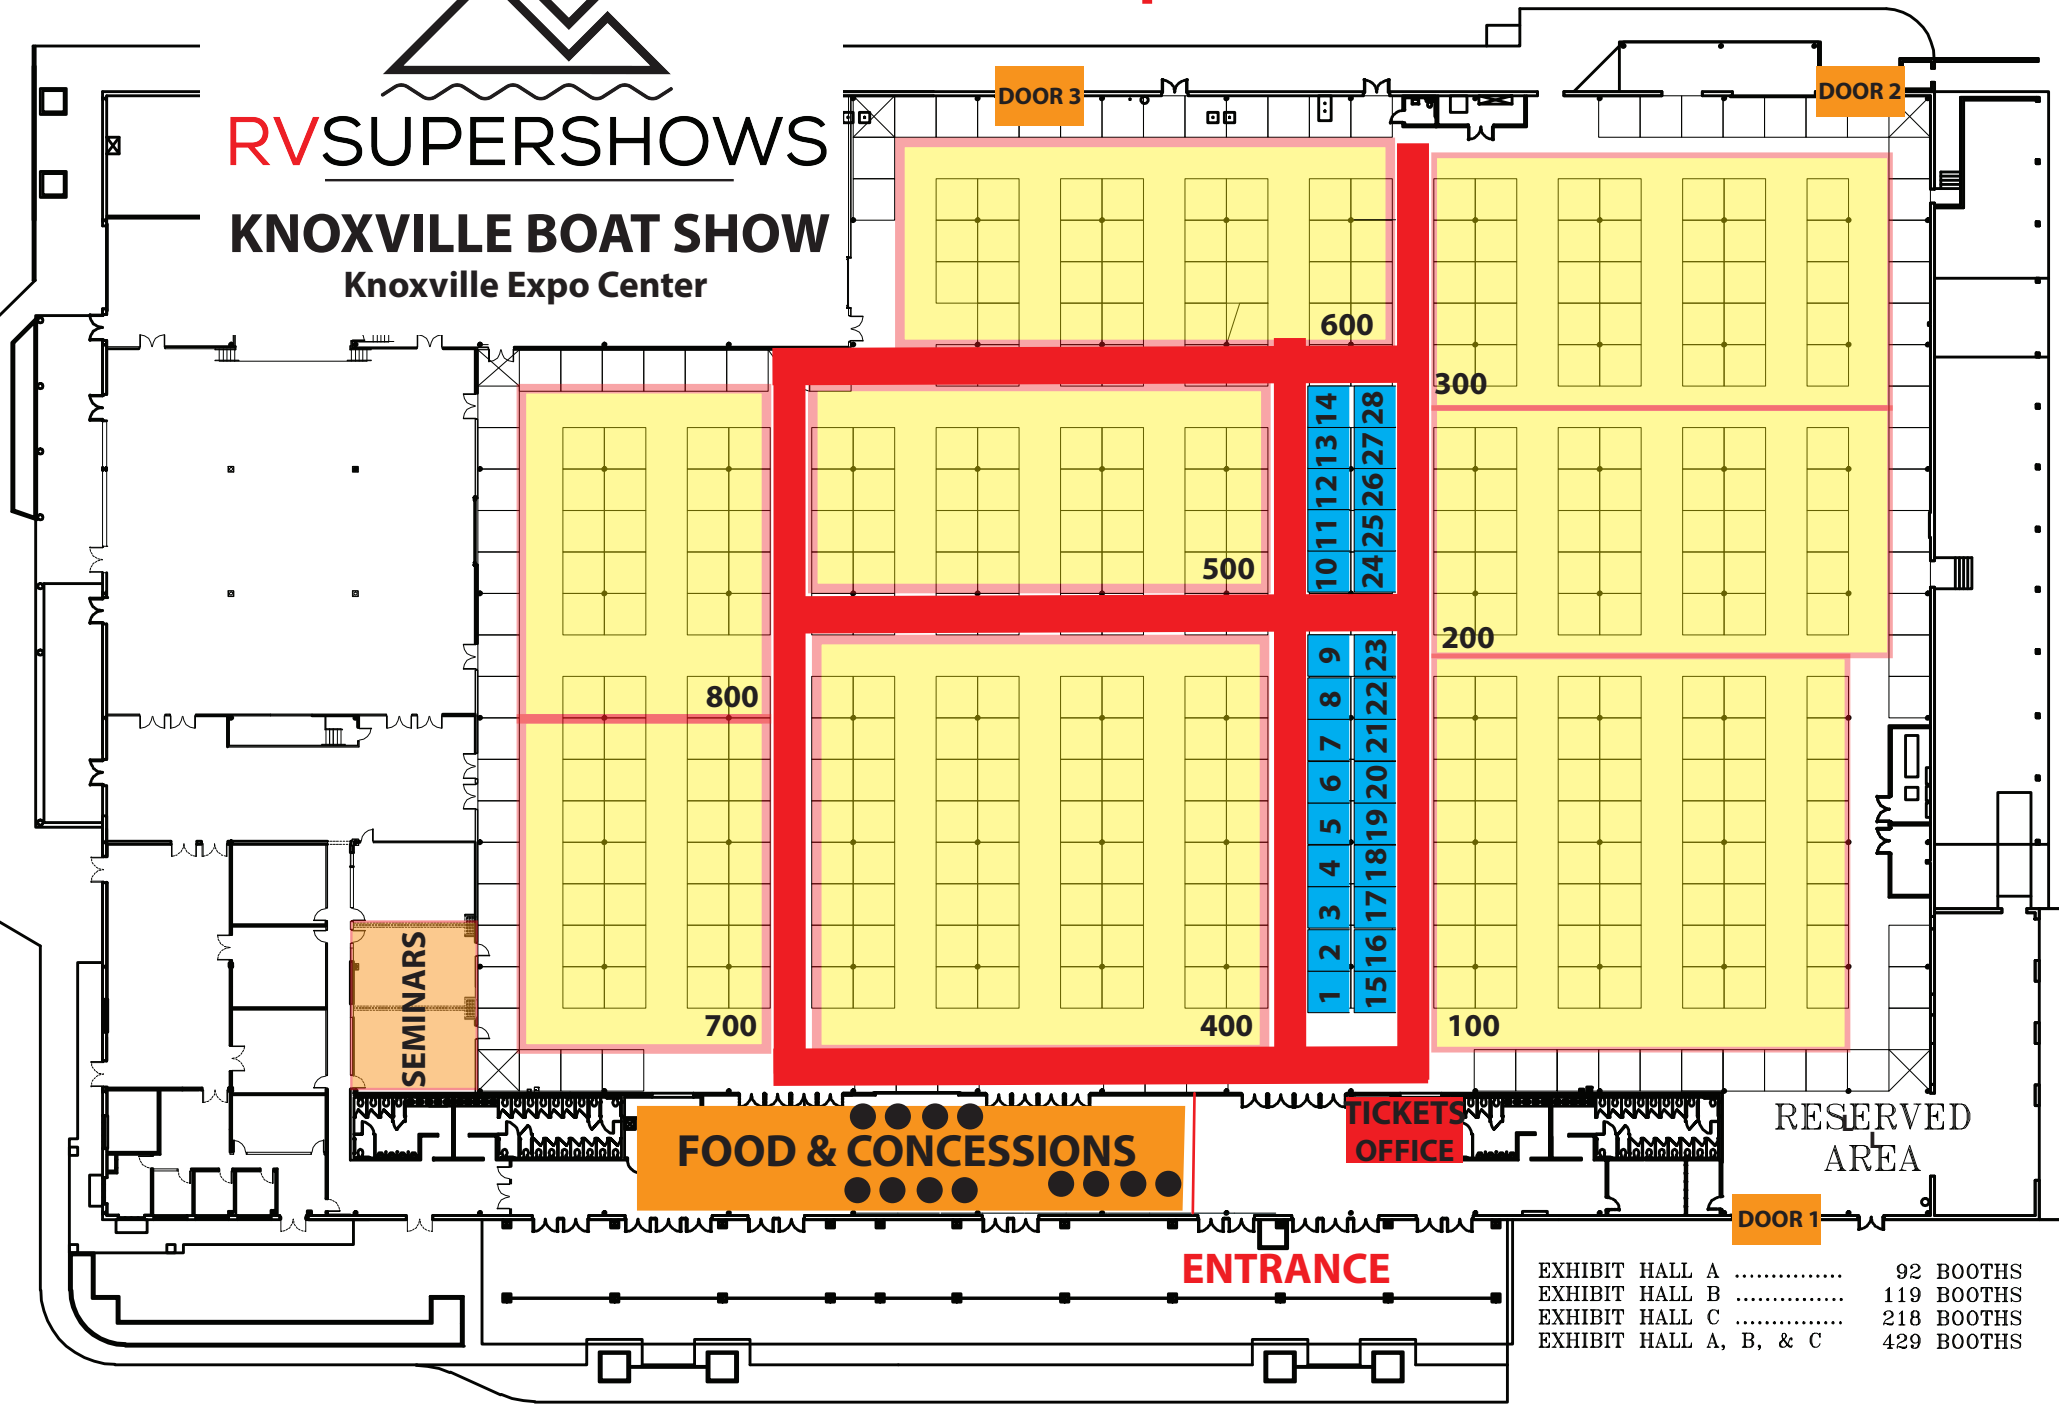 RVSUPERSHOWS
KNOXVILLE BOAT SHOW
Knoxville Expo Center
DOOR 3
DOOR 2
600
300
14 28
13 27
12 26
11 25
10 24
500
200
9 23
8 22
7 21
6 20
5 19
4 18
3 17
2 16
1 15
800
700
400
100
SEMINARS
FOOD & CONCESSIONS
TICKETS
OFFICE
RESERVED
AREA
DOOR 1
ENTRANCE
EXHIBIT HALL A ............... 92 BOOTHS
EXHIBIT HALL B ............... 119 BOOTHS
EXHIBIT HALL C ............... 218 BOOTHS
EXHIBIT HALL A, B, & C 429 BOOTHS